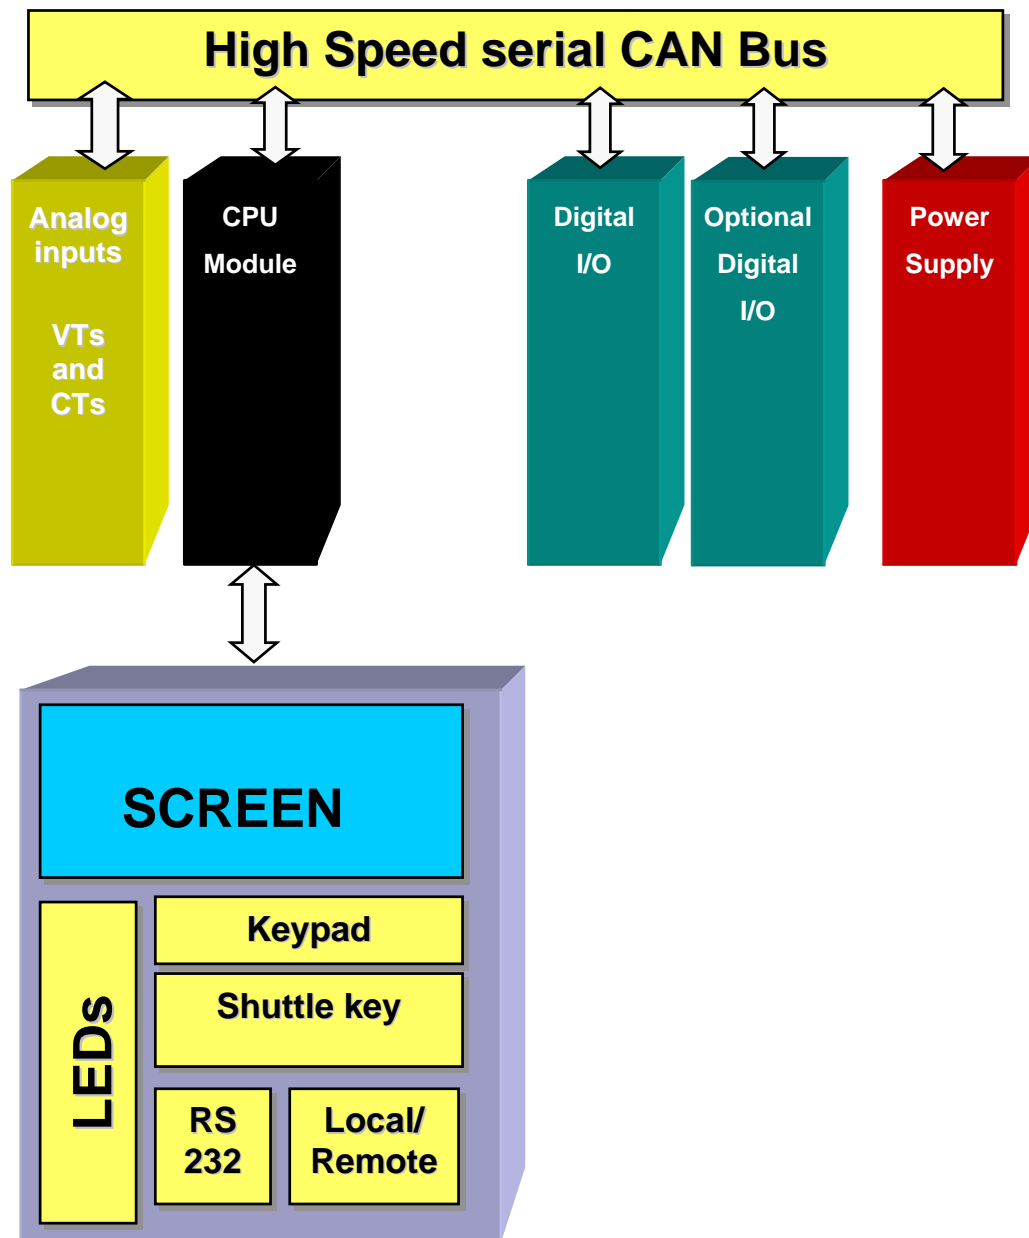 High Speed serial CAN Bus
Analog
inputs
VTs
and
CTs
CPU
Module
Digital
I/O
Optional
Digital
I/O
Power
Supply
SCREEN
LEDs
Keypad
Shuttle key
RS
232
Local/
Remote